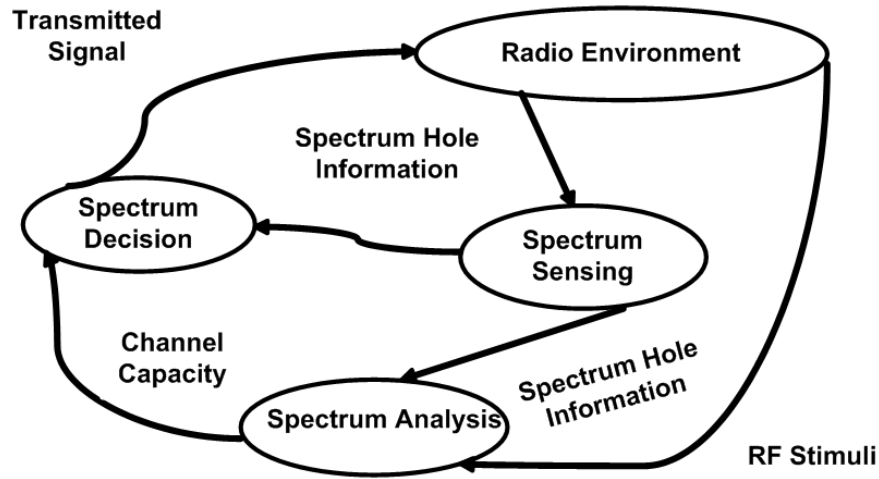 Transmitted
Signal
Radio Environment
Spectrum Hole
Information
Spectrum
Decision
Spectrum
Sensing
Channel
Capacity
Spectrum Hole
Information
Spectrum Analysis
RF Stimuli